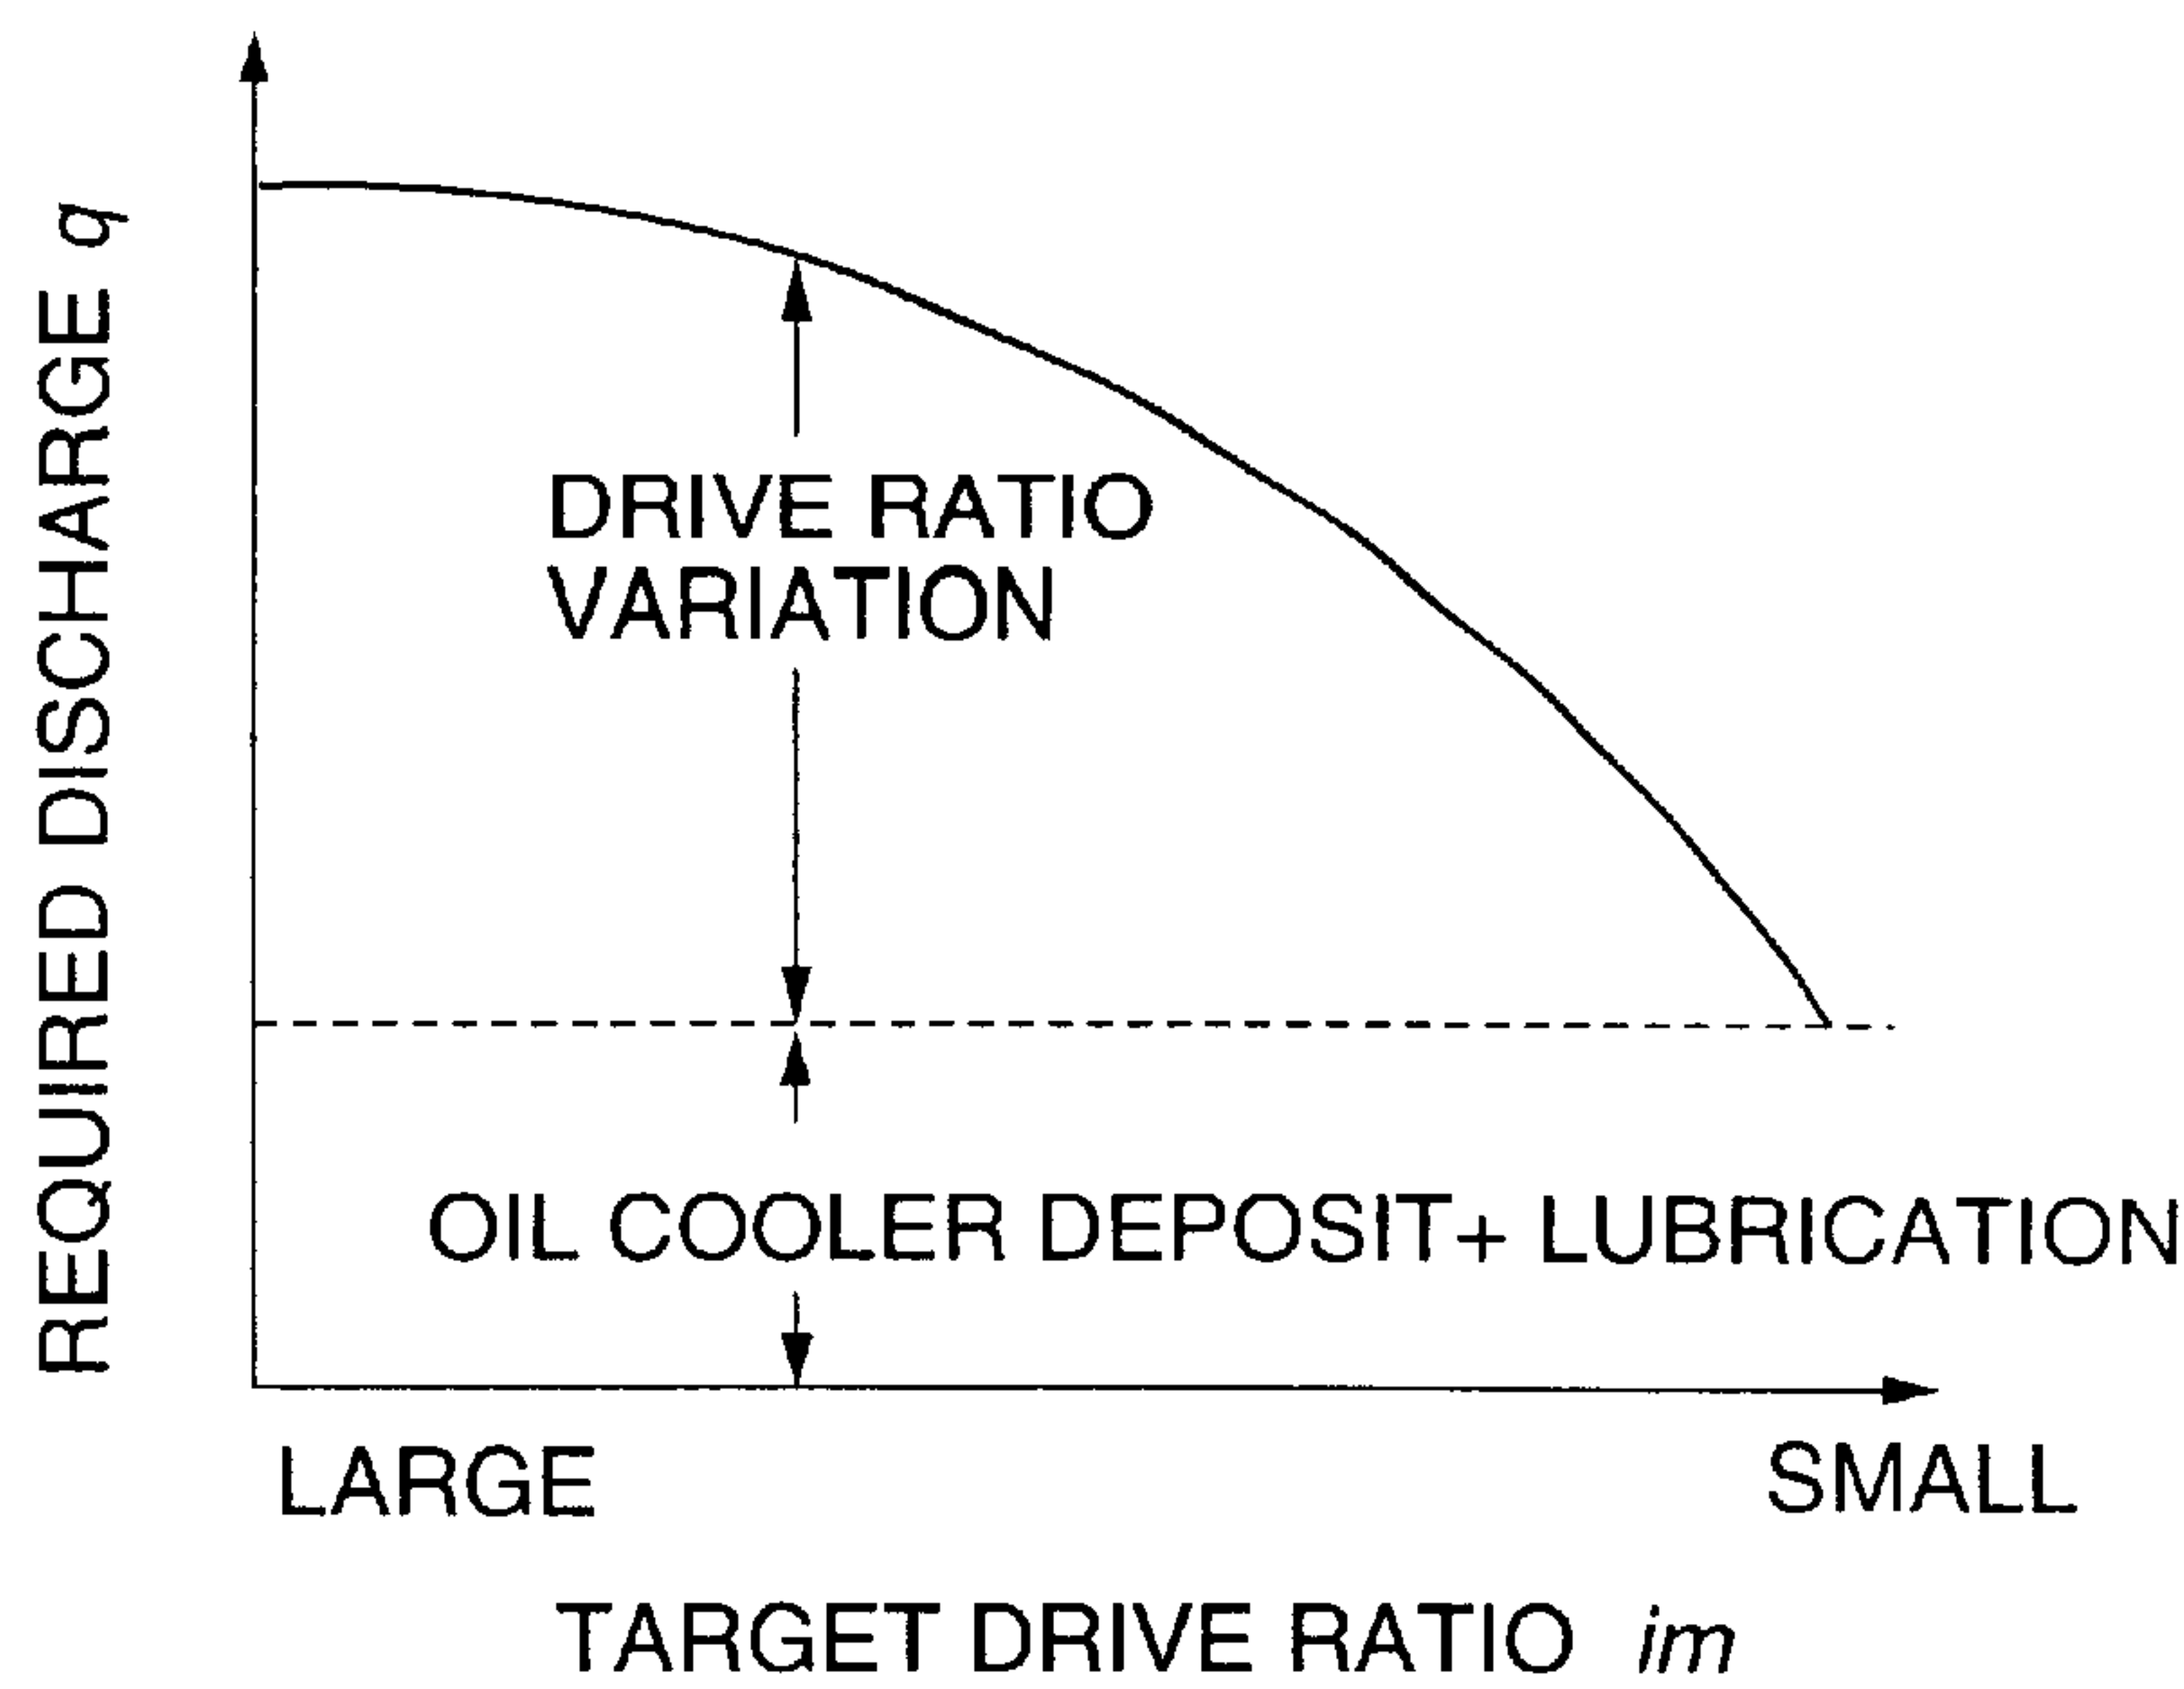 REQUIRED DISCHARGE q
DRIVE RATIO
VARIATION
OIL COOLER DEPOSIT+ LUBRICATION
LARGE
SMALL
TARGET DRIVE RATIO im